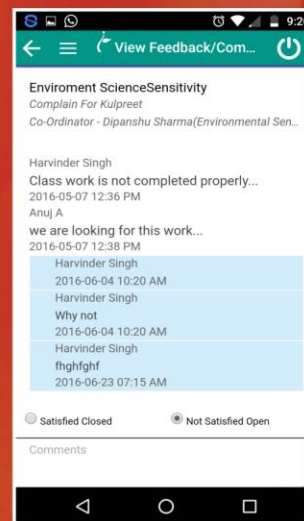 9:20
View Feedback/Com...
Enviroment ScienceSensitivity
Complain For Kulpreet
Co-Ordinator - Dipanshu Sharma(Environmental Sen...
Harvinder Singh
Class work is not completed properly...
2016-05-07 12:36 PM
Anuj A
we are looking for this work...
2016-05-07 12:38 PM
Harvinder Singh
2016-06-04 10:20 AM
Harvinder Singh
Why not
2016-06-04 10:20 AM
Harvinder Singh
fhghfghf
2016-06-23 07:15 AM
Satisfied Closed Not Satisfied Open
Comments